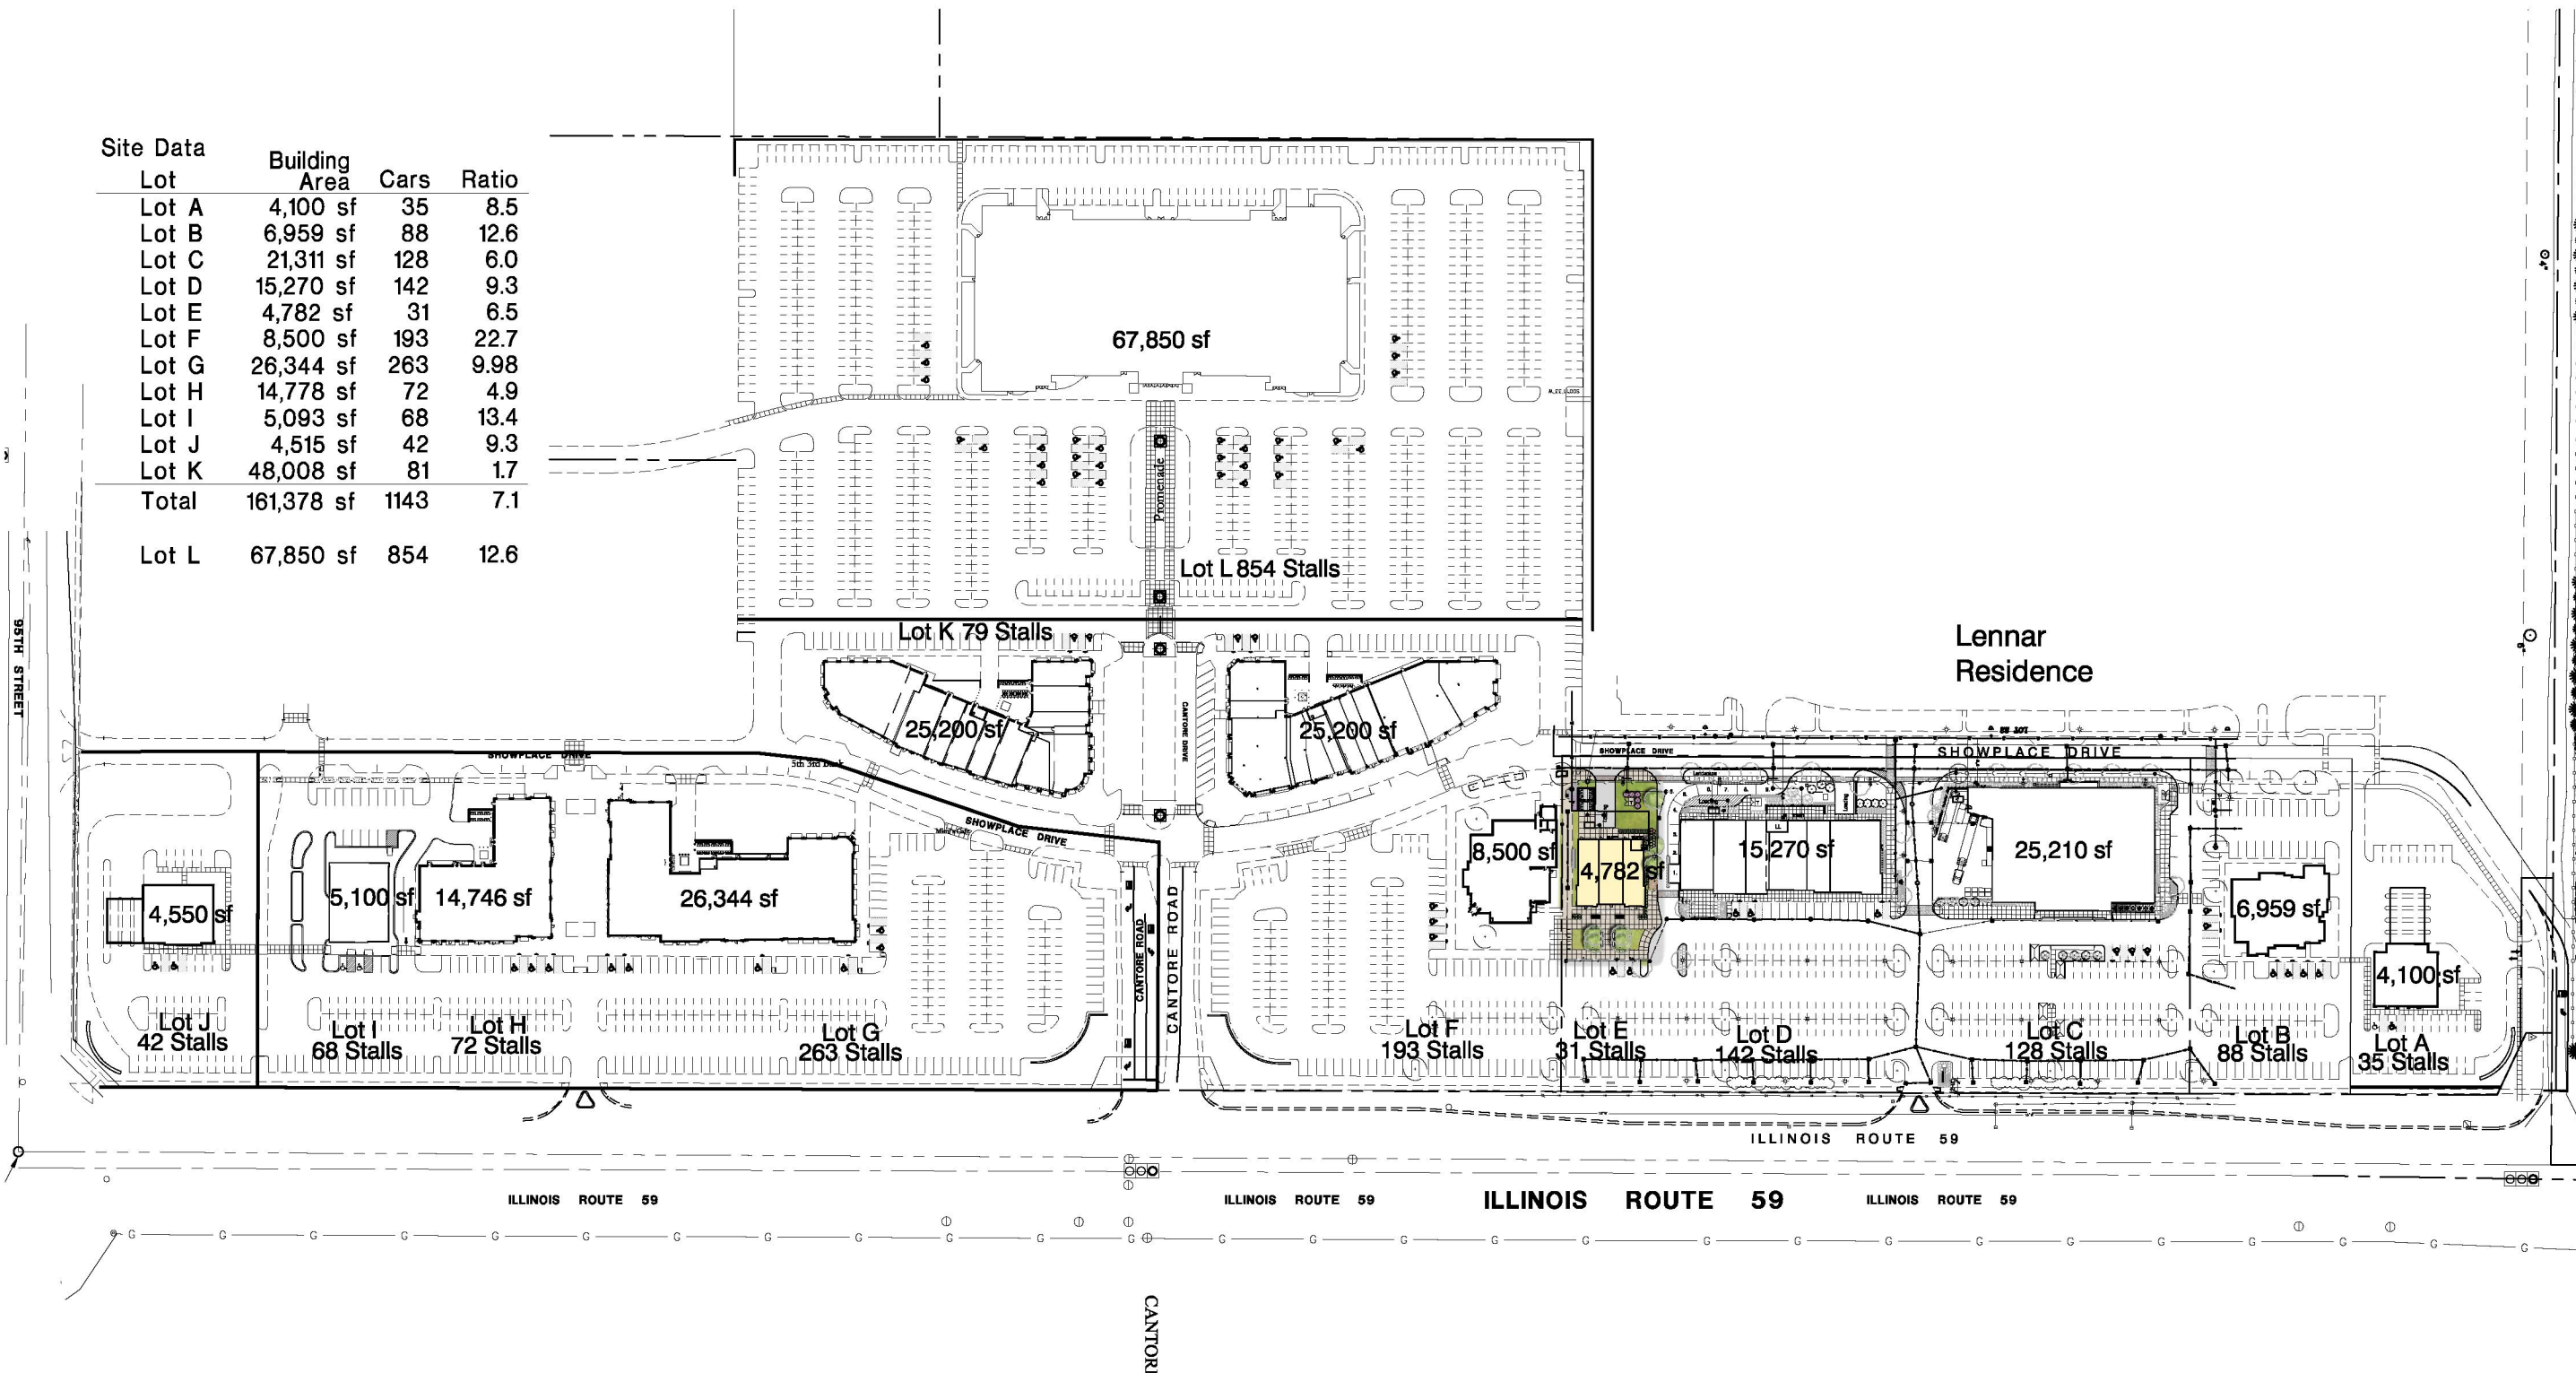 Site Data
Lot Building Area Cars Ratio
Lot A 4,100 sf 35 8.5
Lot B 6,959 sf 88 12.6
Lot C 21,311 sf 128 6.0
Lot D 15,270 sf 142 9.3
Lot E 4,782 sf 31 6.5
Lot F 8,500 sf 193 22.7
Lot G 26,344 sf 263 9.98
Lot H 14,778 sf 72 4.9
Lot I 5,093 sf 68 13.4
Lot J 4,515 sf 42 9.3
Lot K 48,008 sf 81 1.7
Total 161,378 sf 1143 7.1
Lot L 67,850 sf 854 12.6
67,850 sf
Promenade
Lot L 854 Stalls
Lot K 79 Stalls
25,200 sf
25,200 sf
CANTORE DRIVE
Lennar
Residence
95TH STREET
SHOWPLACE DRIVE
SHOWPLACE DRIVE
SHOWPLACE DRIVE
SHOWPLACE DRIVE
4,550 sf
5,100 sf
14,746 sf
26,344 sf
8,500 sf
4,782 sf
15,270 sf
25,210 sf
6,959 sf
4,100 sf
CANTORE ROAD
CANTORE ROAD
Lot J
42 Stalls
Lot I
68 Stalls
Lot H
72 Stalls
Lot G
263 Stalls
Lot F
193 Stalls
Lot E
31 Stalls
Lot D
142 Stalls
Lot C
128 Stalls
Lot B
88 Stalls
Lot A
35 Stalls
ILLINOIS ROUTE 59
ILLINOIS ROUTE 59
ILLINOIS ROUTE 59
ILLINOIS ROUTE 59
ILLINOIS ROUTE 59
G G G G G G G G G G G G G G G G G G G G G G G G G G G
CANTORE